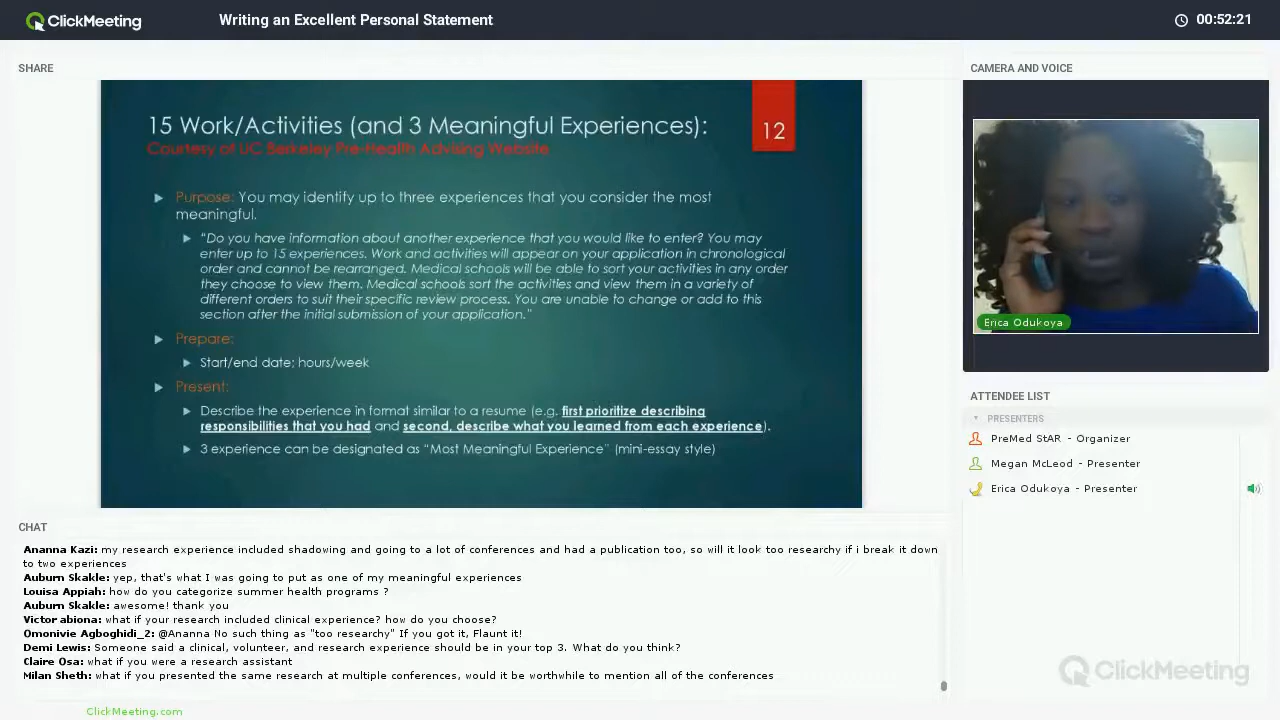 ClickMeeting
Writing an Excellent Personal Statement
00:52:21
SHARE
15 Work/Activities (and 3 Meaningful Experiences):
Courtesy of UC Berkeley Pre-Health Advising Website
12
Purpose: You may identify up to three experiences that you consider the most
meaningful.
"Do you have information about another experience that you would like to enter? You may
enter up to 15 experiences. Work and activities will appear on your application in chronological
order and cannot be rearranged. Medical schools will be able to sort your activities in any order
they choose to view them. Medical schools sort the activities and view them in a variety of
different orders to suit their specific review process. You are unable to change or add to this
section after the initial submission of your application."
Prepare:
Start/end date; hours/week
Present:
Describe the experience in format similar to a resume (e.g. first prioritize describing
responsibilities that you had and second, describe what you learned from each experience).
3 experience can be designated as "Most Meaningful Experience" (mini-essay style)
CAMERA AND VOICE
Erica Odukoya
ATTENDEE LIST
PRESENTERS
PreMed StAR - Organizer
Megan McLeod - Presenter
Erica Odukoya - Presenter
CHAT
Ananna Kazi: my research experience included shadowing and going to a lot of conferences and had a publication too, so will it look too researchy if i break it down
to two experiences
Auburn Skakle: yep, that's what I was going to put as one of my meaningful experiences
Louisa Appiah: how do you categorize summer health programs ?
Auburn Skakle: awesome! thank you
Victor abiona: what if your research included clinical experience? how do you choose?
Omonivie Agboghidi_2: @Ananna No such thing as "too researchy" If you got it, Flaunt it!
Demi Lewis: Someone said a clinical, volunteer, and research experience should be in your top 3. What do you think?
Claire Osa: what if you were a research assistant
Milan Sheth: what if you presented the same research at multiple conferences, would it be worthwhile to mention all of the conferences
ClickMeeting
ClickMeeting.com